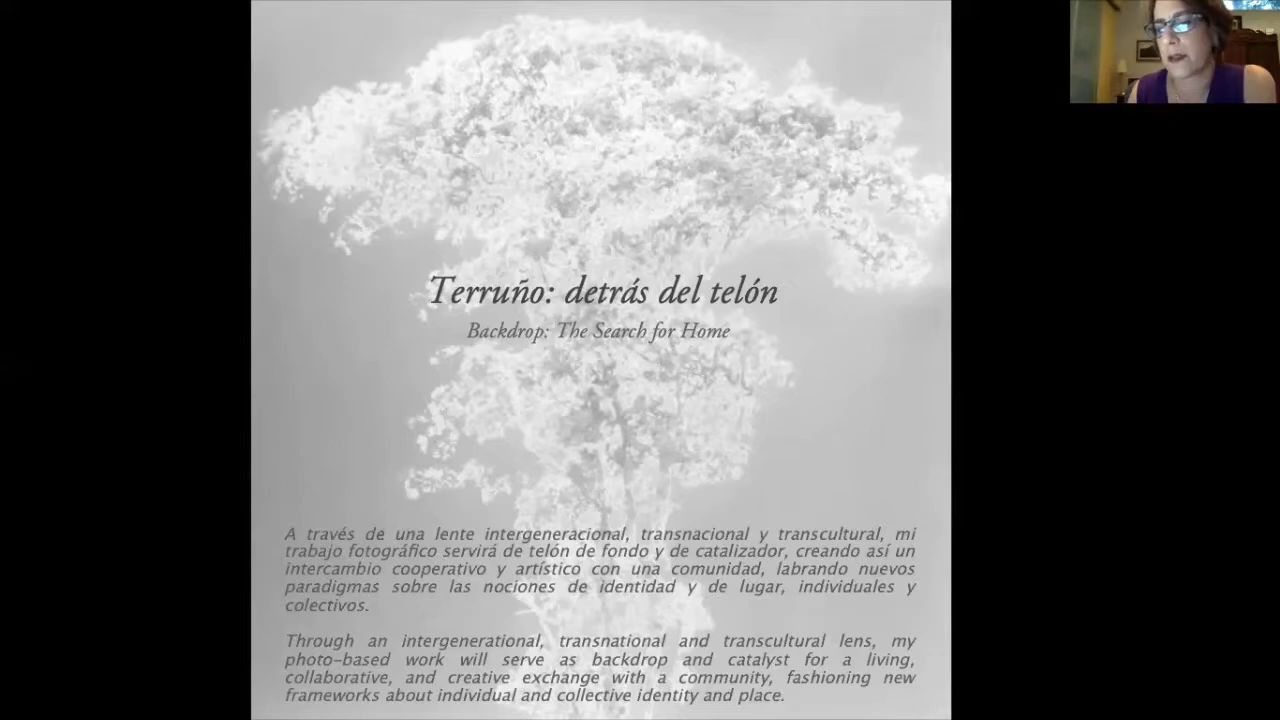 Terruño: detrás del telón
Backdrop: The Search for Home
A través de una lente intergeneracional, transnacional y transcultural, mi
trabajo fotográfico servirá de telón de fondo y de catalizador, creando así un
intercambio cooperativo y artístico con una comunidad, labrando nuevos
paradigmas sobre las nociones de identidad y de lugar, individuales y
colectivos.
Through an intergenerational, transnational and transcultural lens, my
photo-based work will serve as backdrop and catalyst for a living,
collaborative, and creative exchange with a community, fashioning new
frameworks about individual and collective identity and place.